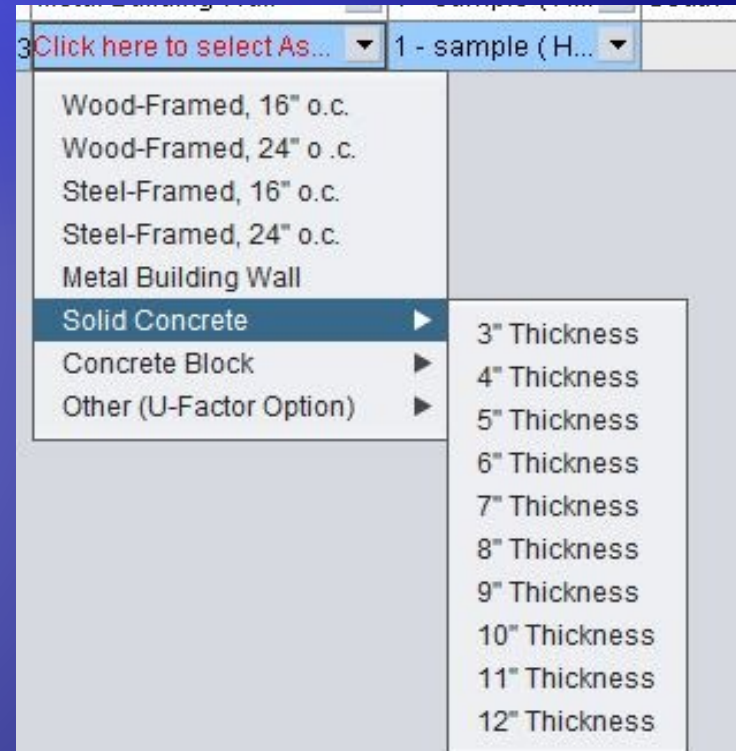 3 Click here to select As... 1 - sample ( H...
Wood-Framed, 16" o.c.
Wood-Framed, 24" o .c.
Steel-Framed, 16" o.c.
Steel-Framed, 24" o.c.
Metal Building Wall
Solid Concrete
Concrete Block
Other (U-Factor Option)
3" Thickness
4" Thickness
5" Thickness
6" Thickness
7" Thickness
8" Thickness
9" Thickness
10" Thickness
11" Thickness
12" Thickness